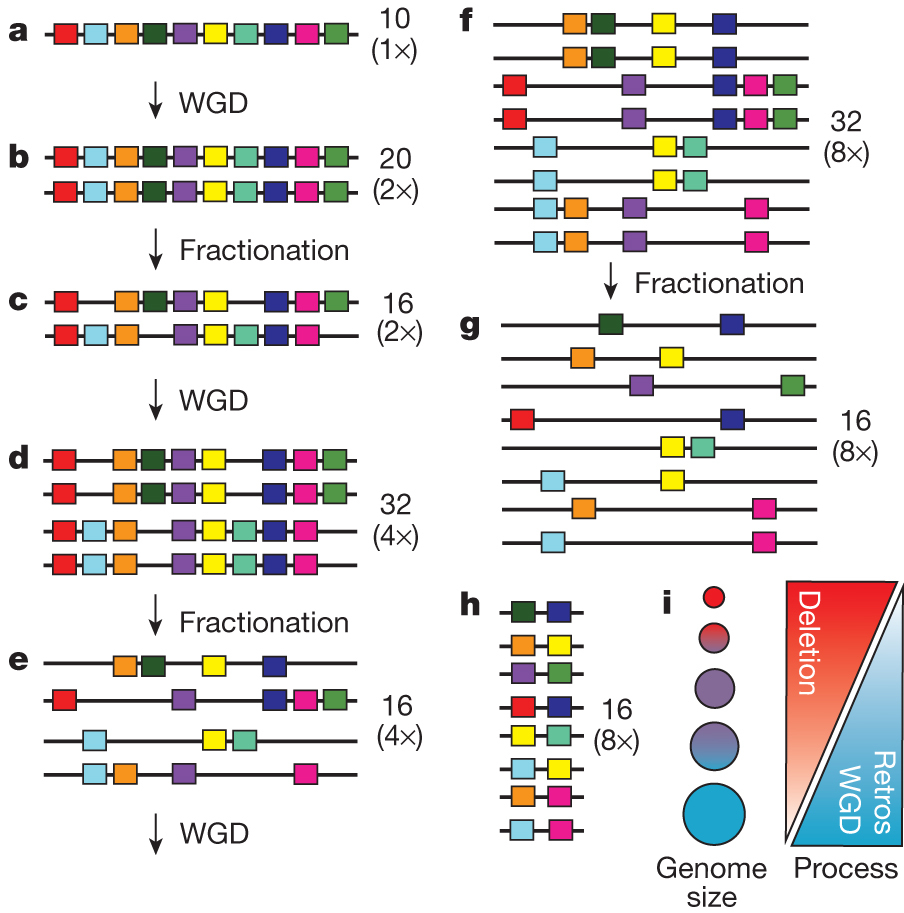 a
10
(1×)
WGD
b
20
(2×)
Fractionation
c
16
(2×)
WGD
d
32
(4×)
Fractionation
e
16
(4×)
WGD
f
32
(8×)
Fractionation
g
16
(8×)
h
16
(8×)
i
Deletion
Retros
WGD
Genome
size
Process